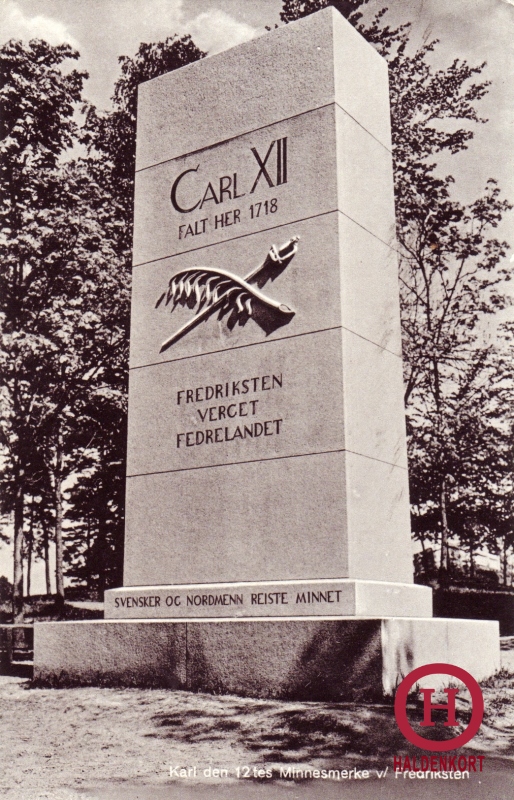 CARL XII
FALT HER 1718
FREDRIKSTEN
VERGET
FEDRELANDET
SVENSKER OG NORDMENN REISTE MINNET
H
HALDENKORT
Karl den 12tes Minnesmerke v/ Fredriksten